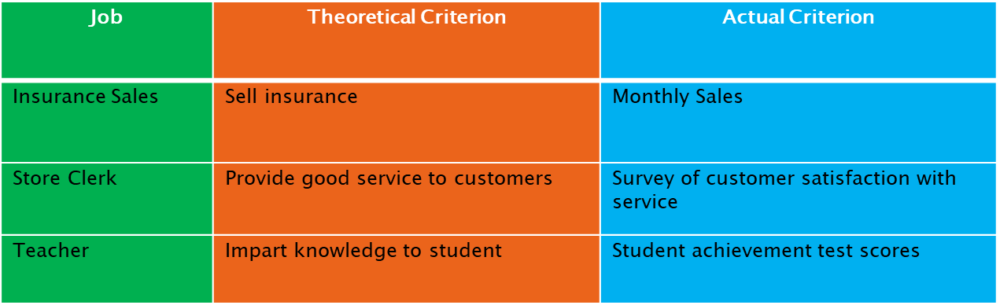 Job Theoretical Criterion Actual Criterion
Insurance Sales Sell insurance Monthly Sales
Store Clerk Provide good service to customers Survey of customer satisfaction with
service
Teacher Impart knowledge to student Student achievement test scores